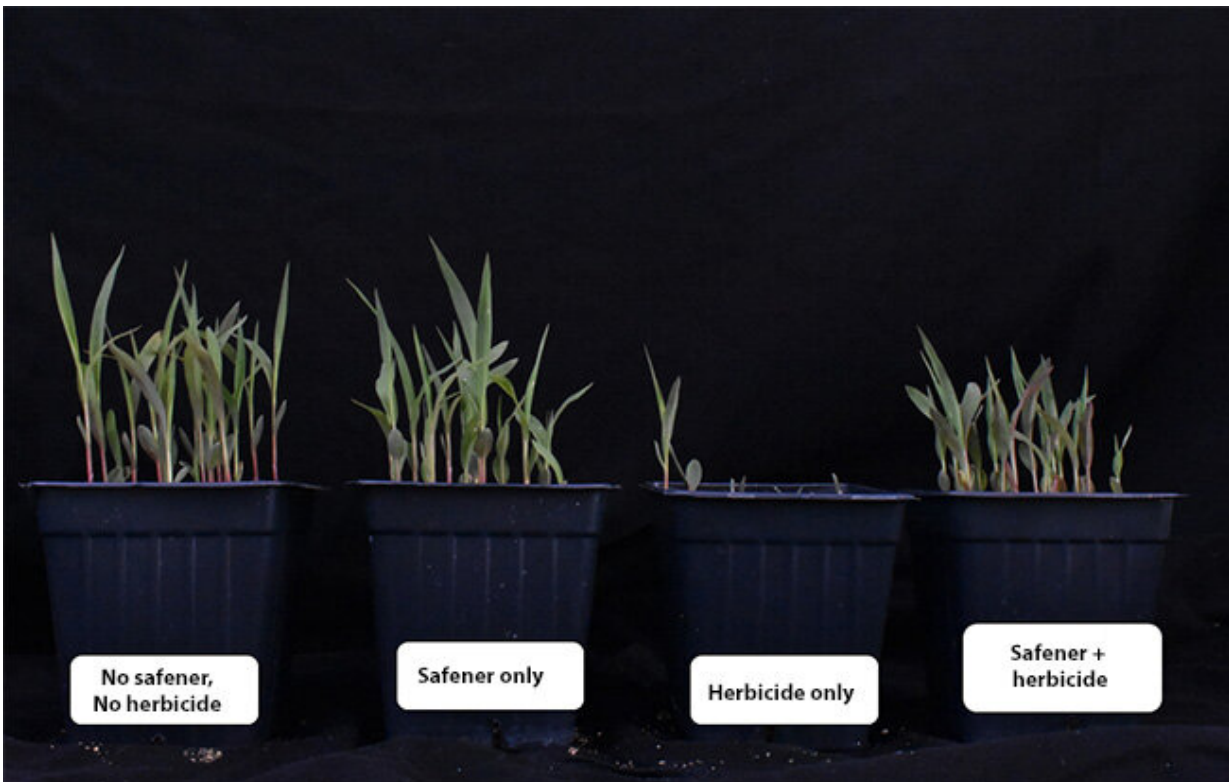 No safener,
No herbicide
Safener only
Herbicide only
Safener +
herbicide